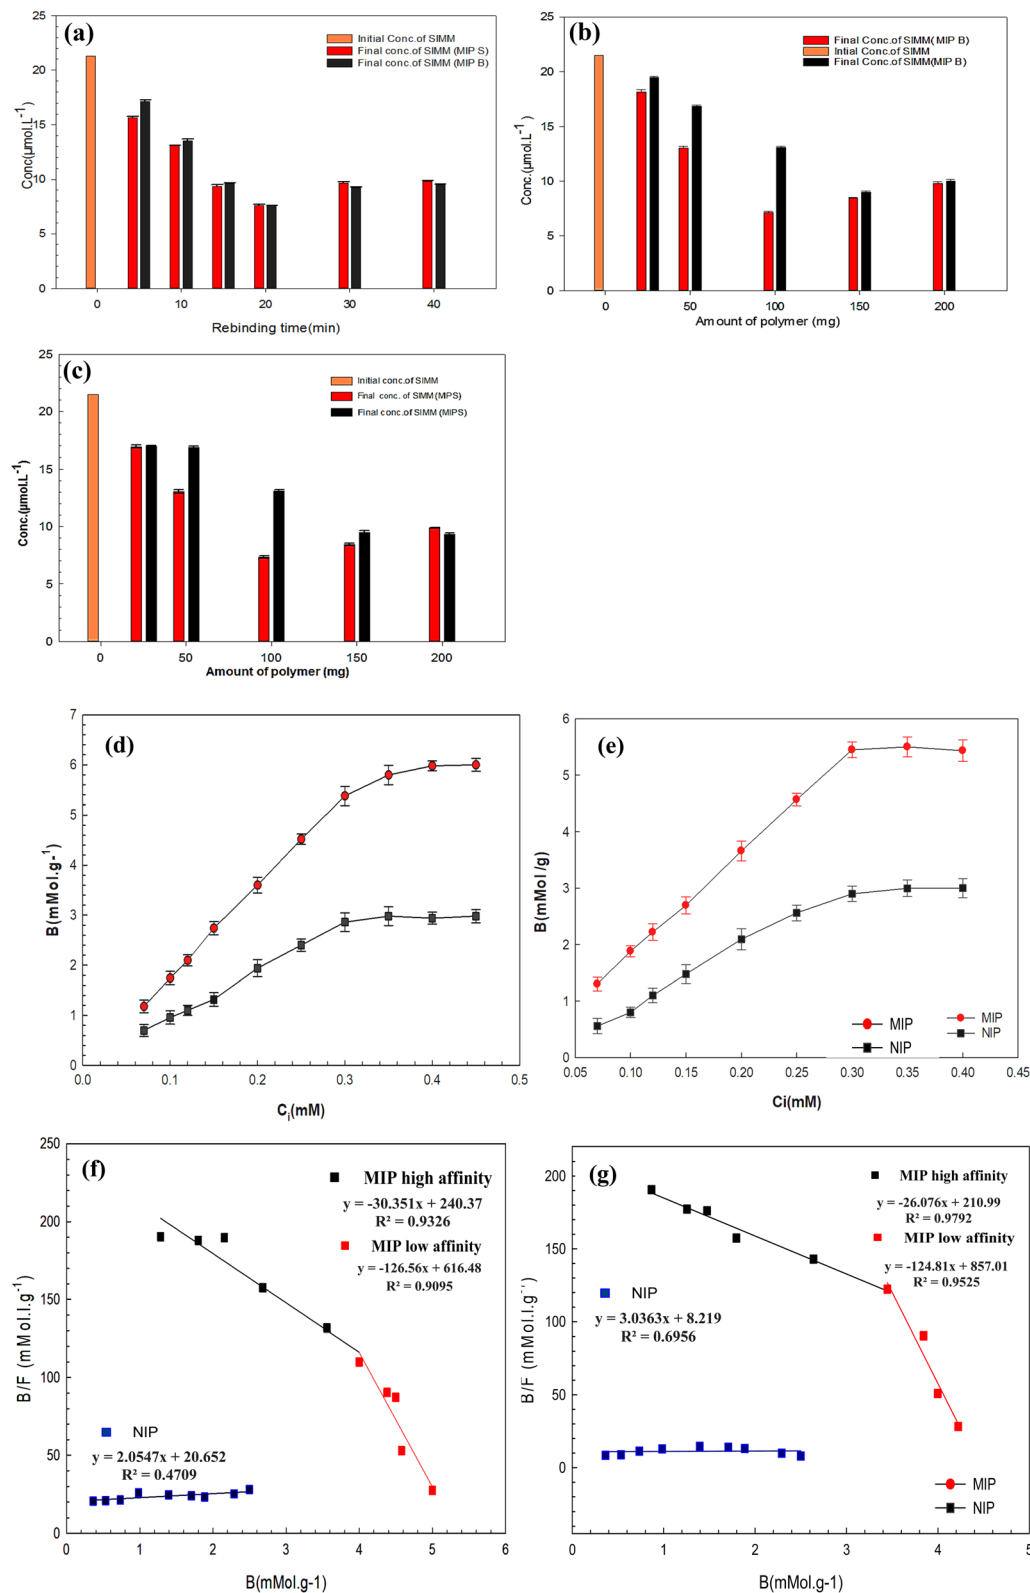 (a)
Initial Conc.of SIMM
Final conc.of SIMM (MIP S)
Final conc.of SIMM (MIP B)
Conc(µmol.L-1)
25
20
15
10
5
0
0 10 20 30 40
Rebinding time(min)
(b)
Final Conc.of SIMM( MIP B)
Intial Conc.of SIMM
Final Conc.of SIMM(MIP B)
Conc.(µmol.L-1)
25
20
15
10
5
0
0 50 100 150 200
Amount of polymer (mg)
(c)
Initial conc.of SIMM
Final conc. of SIMM (MIPS)
Final conc.of SIMM (MIPS)
Conc.(µmol.L-1)
25
20
15
10
5
0
0 50 100 150 200
Amount of polymer (mg)
(d)
B(mMol.g-1)
7
6
5
4
3
2
1
0
0.0 0.1 0.2 0.3 0.4 0.5
Ci(mM)
(e)
B(mMol /g)
6
5
4
3
2
1
0
MIP
NIP
MIP
NIP
0.05 0.10 0.15 0.20 0.25 0.30 0.35 0.40 0.45
Ci(mM)
(f)
MIP high affinity
y = -30.351x + 240.37
R² = 0.9326
MIP low affinity
y = -126.56x + 616.48
R² = 0.9095
NIP
y = 2.0547x + 20.652
R² = 0.4709
B/F (mMol.l.g-1)
250
200
150
100
50
0
0 1 2 3 4 5 6
B(mMol.g-1)
(g)
MIP high affinity
y = -26.076x + 210.99
R² = 0.9792
MIP low affinity
y = -124.81x + 857.01
R² = 0.9525
NIP
y = 3.0363x + 8.219
R² = 0.6956
MIP
NIP
200
150
100
50
0
0 1 2 3 4 5
B(mMol.g-1)